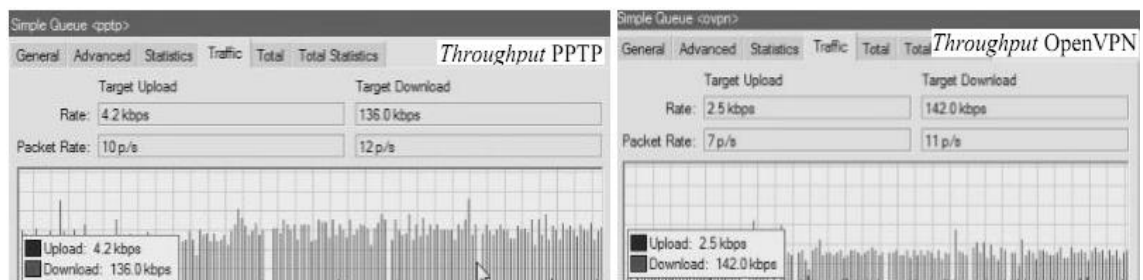 Simple Queue <pptp>
General Advanced Statistics Traffic Total Total Statistics
Throughput PPTP
Target Upload Target Download
Rate: 4.2 kbps 136.0 kbps
Packet Rate: 10 p/s 12 p/s
Upload: 4.2 kbps
Download: 136.0 kbps
Simple Queue <ovpn>
General Advanced Statistics Traffic Total Total
Throughput OpenVPN
Target Upload Target Download
Rate: 2.5 kbps 142.0 kbps
Packet Rate: 7 p/s 11 p/s
Upload: 2.5 kbps
Download: 142.0 kbps